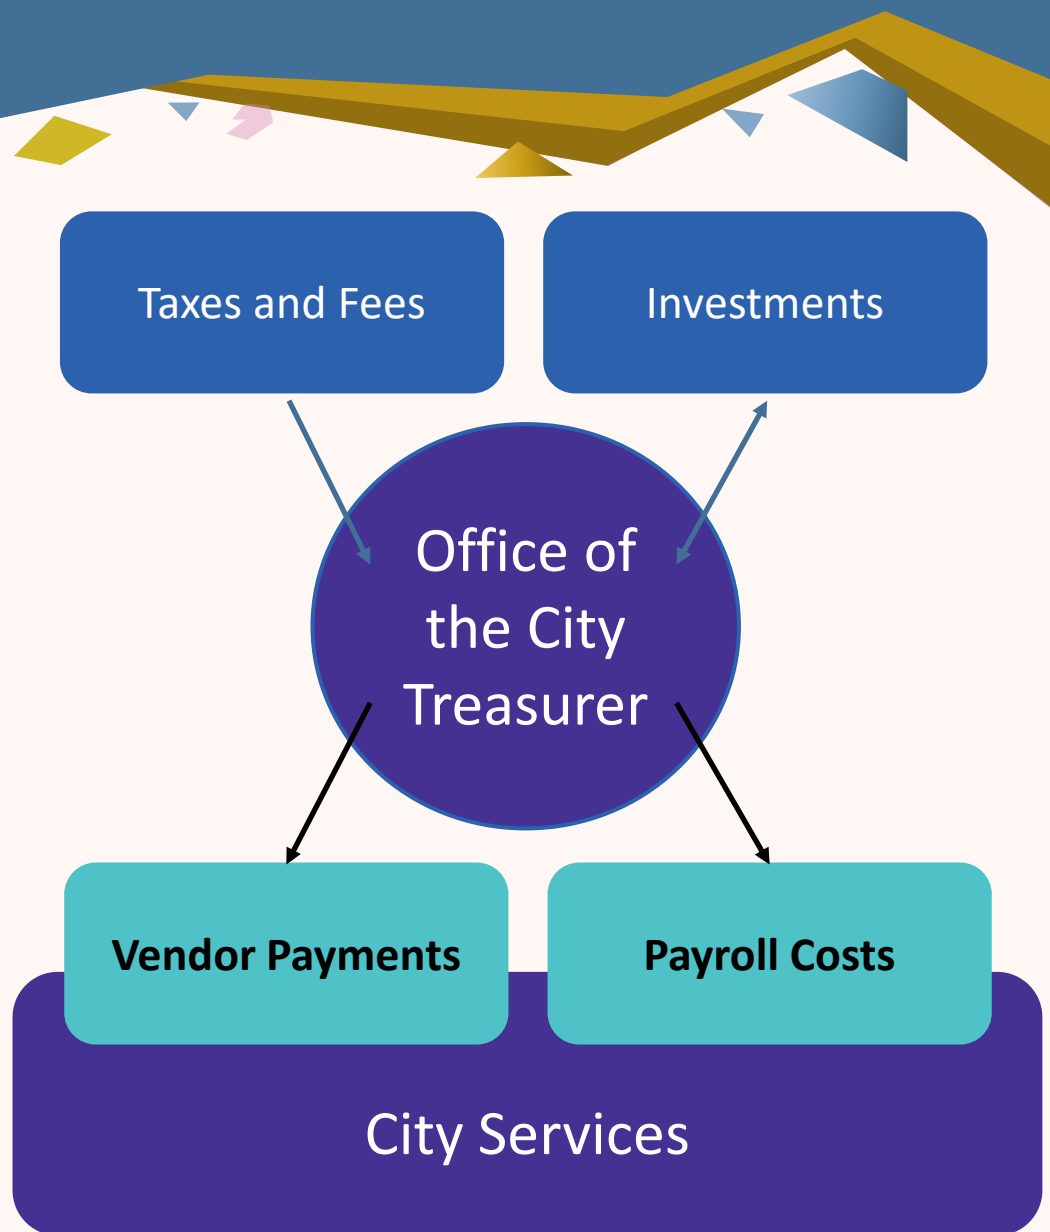 Taxes and Fees
Investments
Office of
the City
Treasurer
Vendor Payments
Payroll Costs
City Services